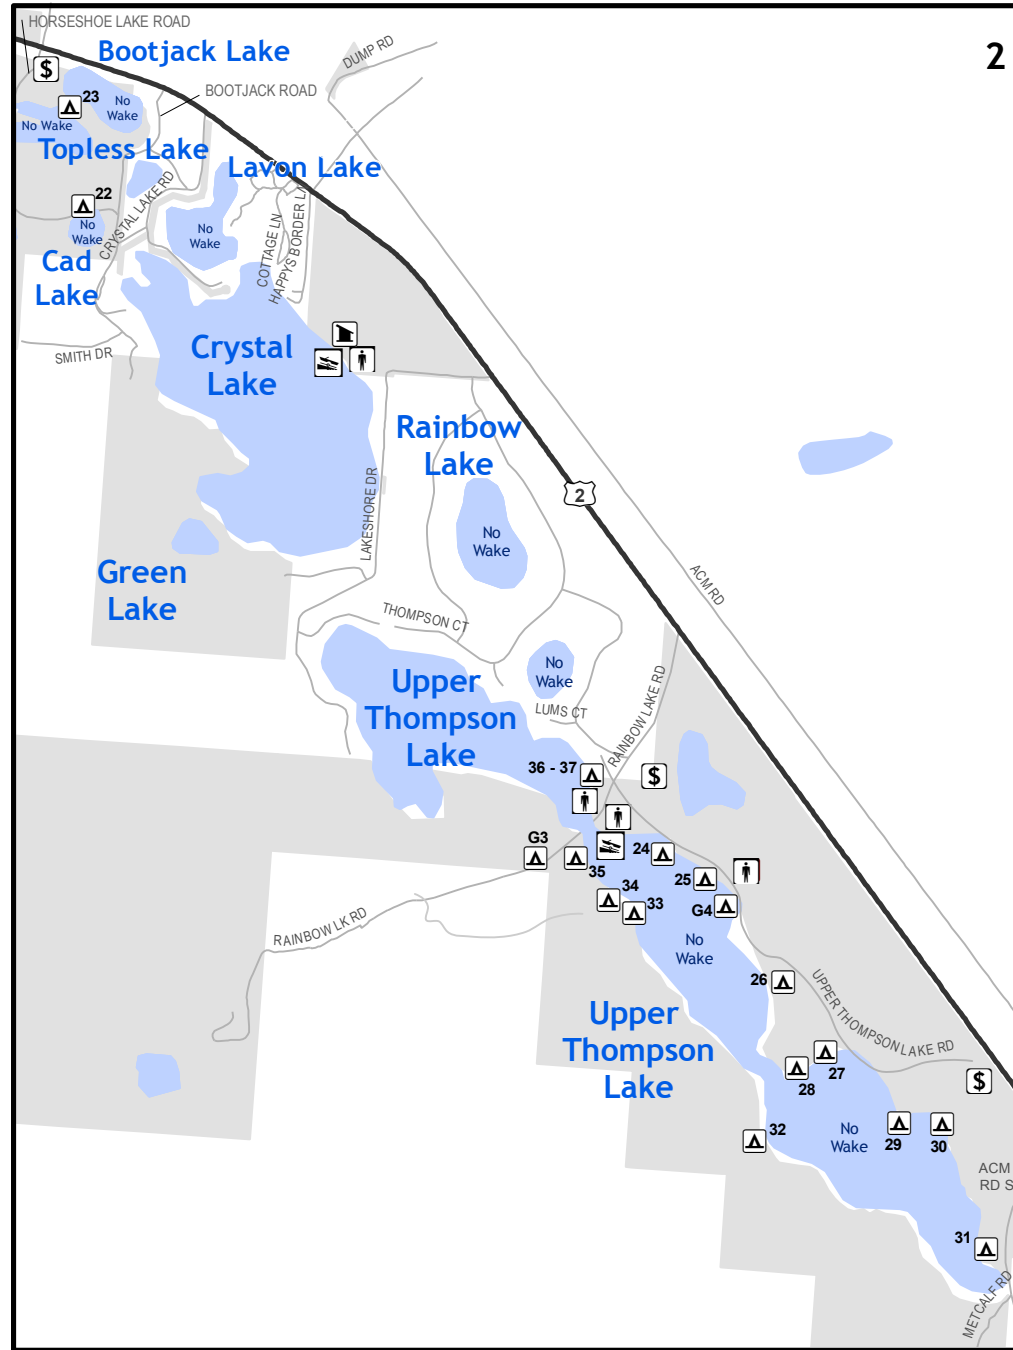 HORSESHOE LAKE ROAD
2
Bootjack Lake
DUMP RD
$
BOOTJACK ROAD
23
No
Wake
No Wake
Topless Lake
Lavon Lake
CRYSTAL LAKE RD
22
No
Wake
No
Wake
COTTAGE LN
HAPPYS BORDER LN
Cad
Lake
SMITH DR
Crystal
Lake
Rainbow
Lake
LAKESHORE DR
2
No
Wake
Green
Lake
ACM RD
THOMPSON CT
No
Wake
Upper
Thompson
Lake
LUMS CT
RAINBOW LAKE RD
36 - 37
$
G3
24
35
25
34
33
G4
RAINBOW LK RD
No
Wake
26
UPPER THOMPSON LAKE RD
Upper
Thompson
Lake
27
28
$
32
No
Wake
29
30
ACM
RD S
31
METCALF RD